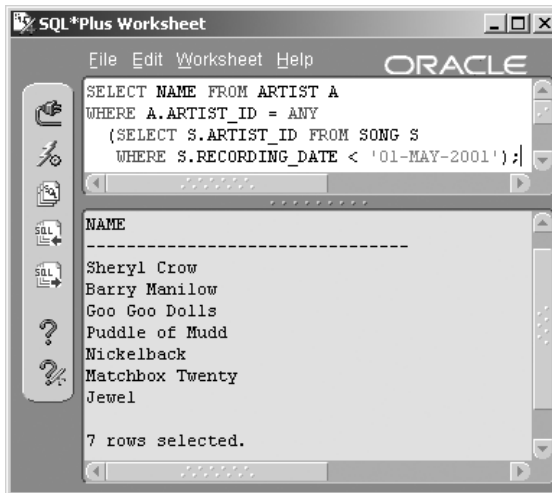 SQL*Plus Worksheet
File Edit Worksheet Help
ORACLE
SELECT NAME FROM ARTIST A
WHERE A.ARTIST_ID = ANY
(SELECT S.ARTIST_ID FROM SONG S
WHERE S.RECORDING_DATE < '01-MAY-2001');
SQL
SQL
NAME
--------------------------------
Sheryl Crow
Barry Manilow
Goo Goo Dolls
Puddle of Mudd
Nickelback
Matchbox Twenty
Jewel
7 rows selected.